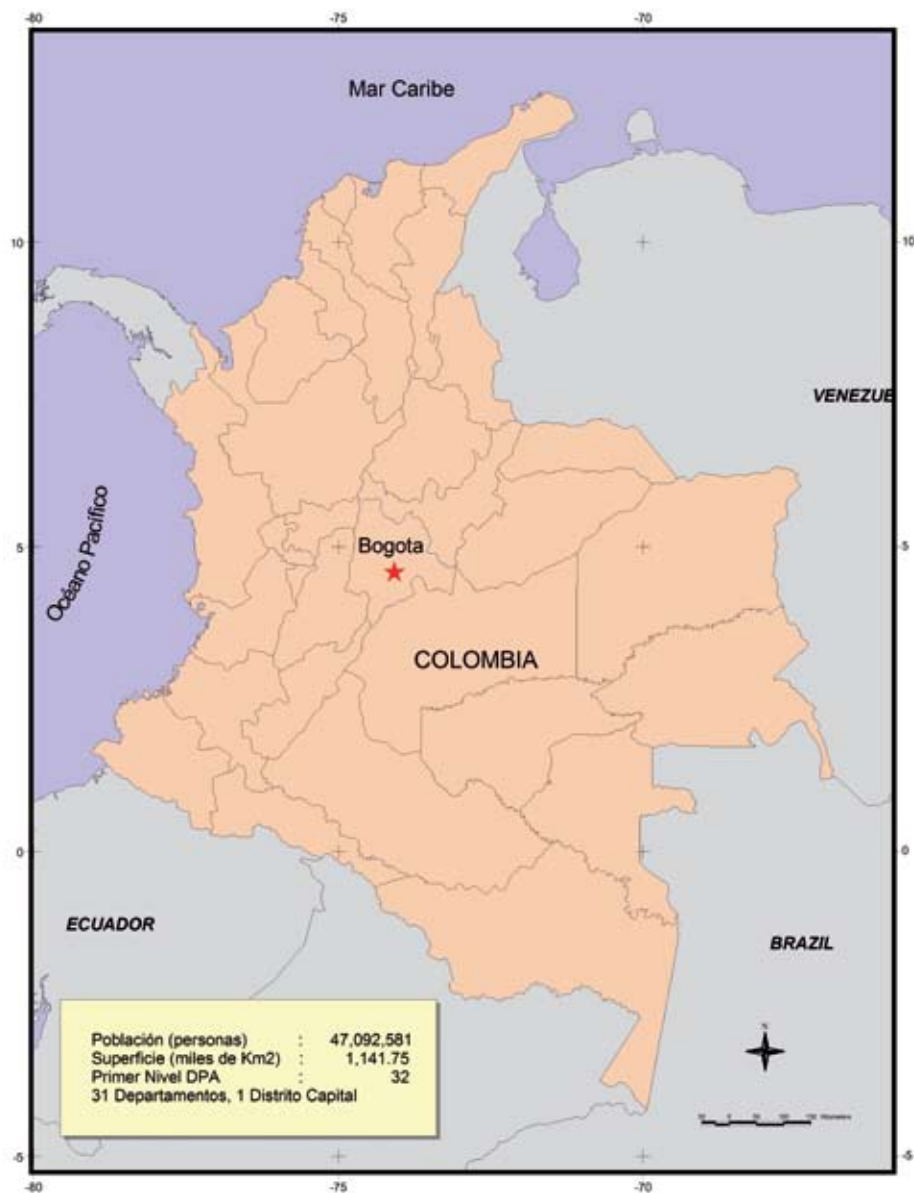 -80
-75
-70
Mar Caribe
10
10
VENEZUE
Océano Pacífico
5
5
Bogota
COLOMBIA
0
0
ECUADOR
BRAZIL
Población (personas) : 47,092,581
Superficie (miles de Km2) : 1,141.75
Primer Nivel DPA : 32
31 Departamentos, 1 Distrito Capital
N
-5
-5
-80
-75
-70